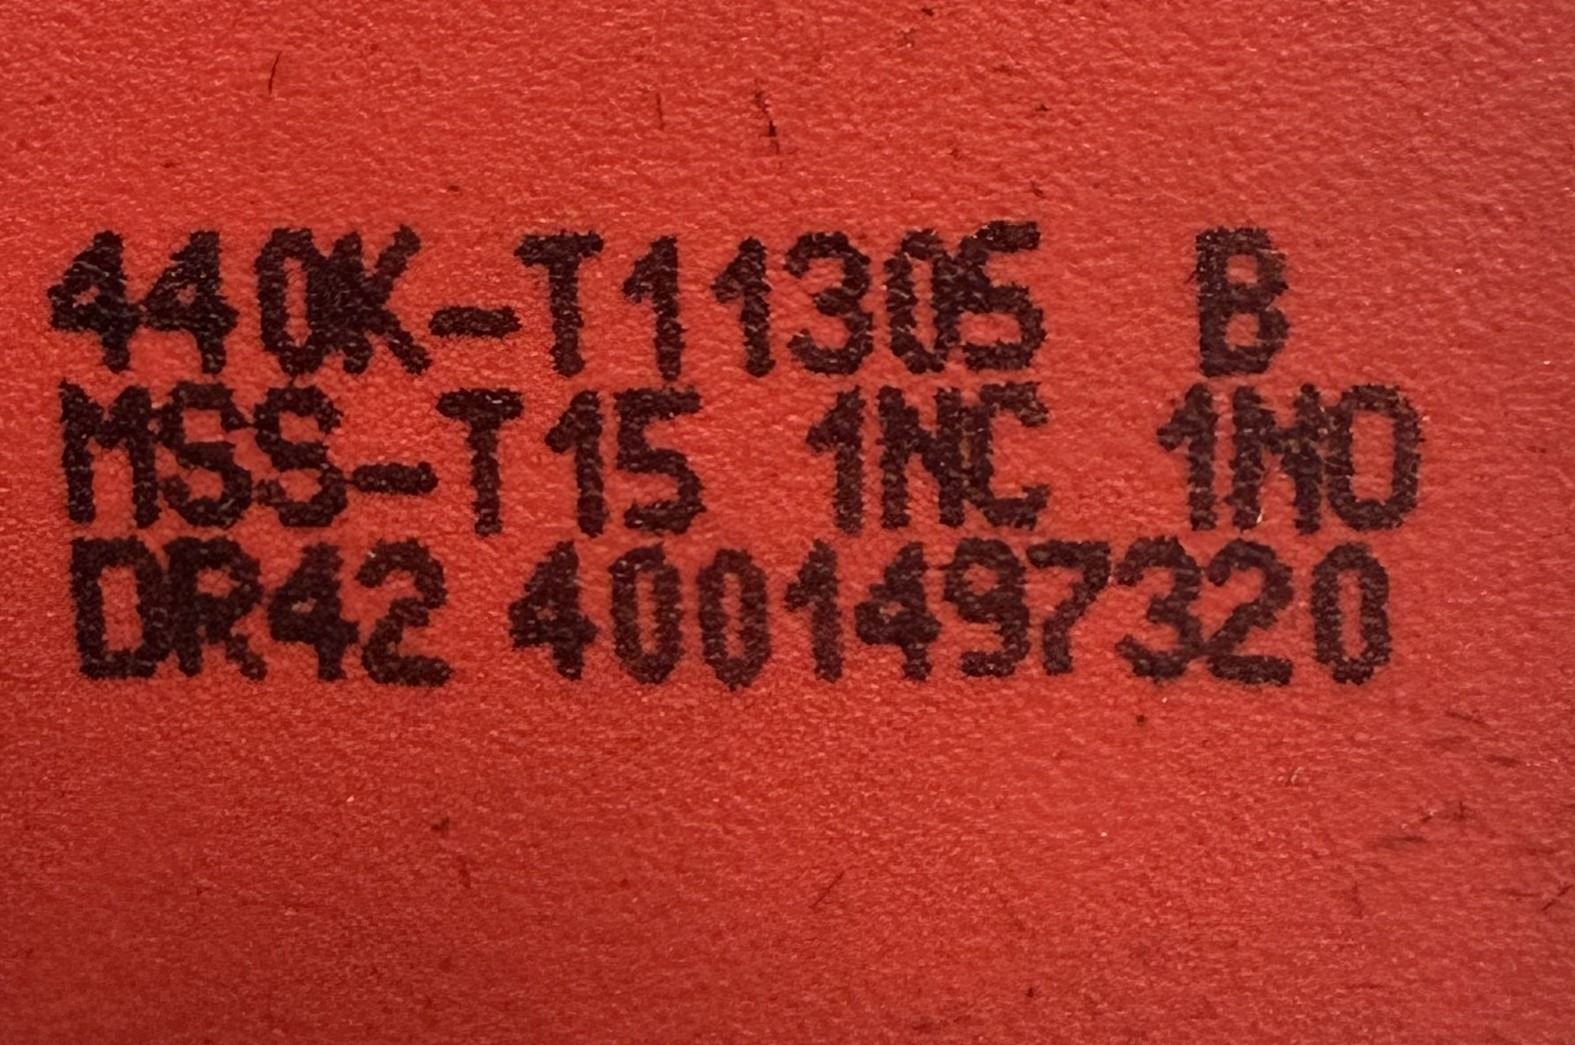 440K-T11305 B
MSS-T15 1NC 1NO
DR42 4001497320